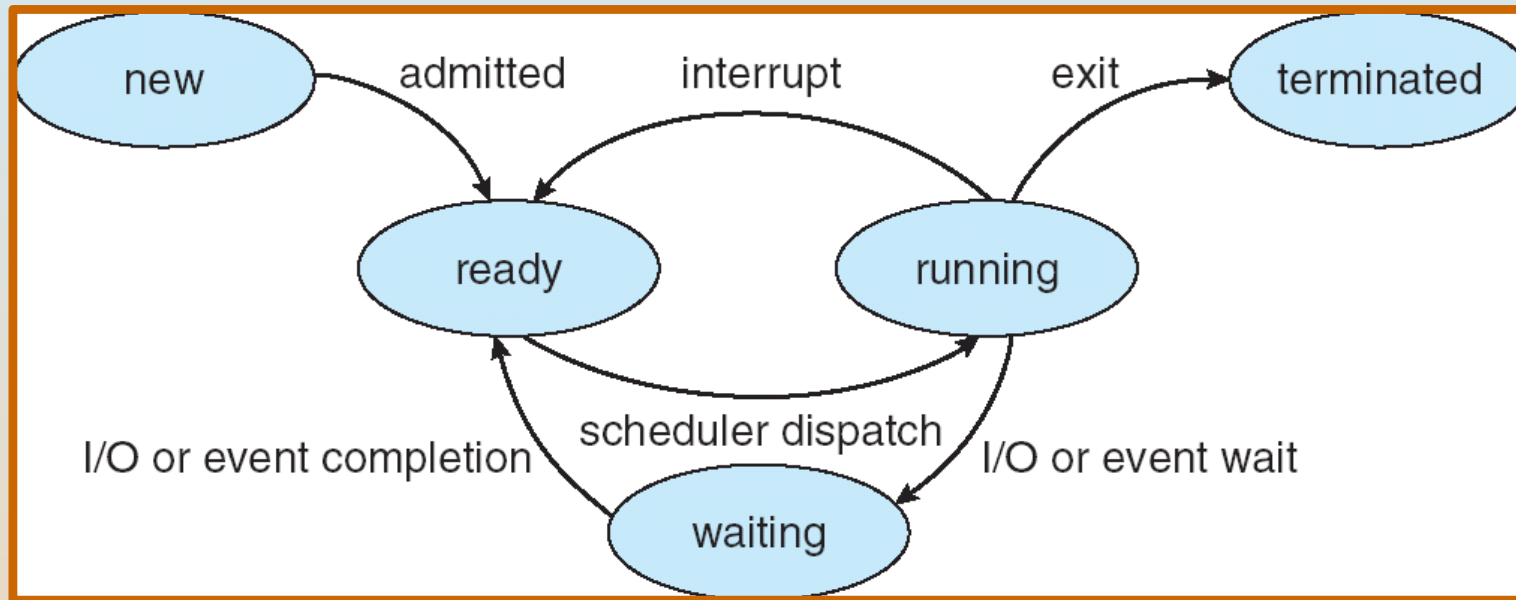 new
admitted
interrupt
exit
terminated
ready
running
scheduler dispatch
I/O or event completion
I/O or event wait
waiting